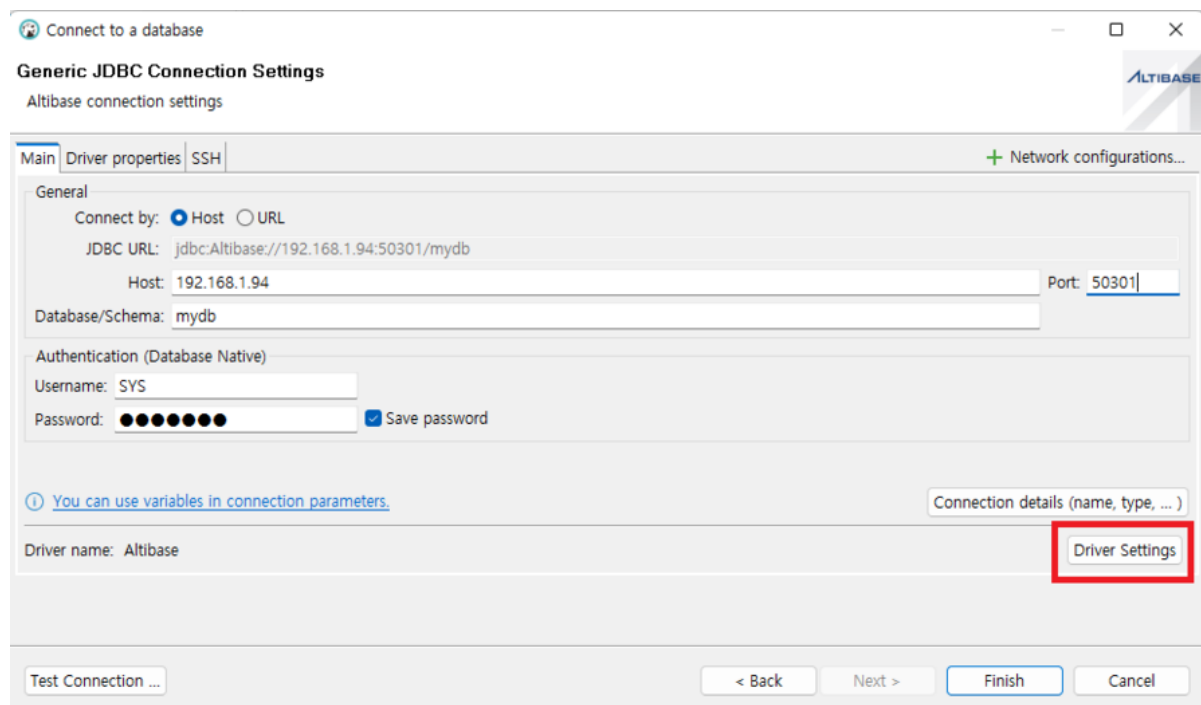 Connect to a database
Generic JDBC Connection Settings
Altibase connection settings
ALTIBASE
Main Driver properties SSH Network configurations...
General
Connect by: Host URL
JDBC URL: jdbc:Altibase://192.168.1.94:50301/mydb
Host: 192.168.1.94 Port: 50301
Database/Schema: mydb
Authentication (Database Native)
Username: SYS
Password: ●●●●●●● Save password
You can use variables in connection parameters.
Connection details (name, type, ... )
Driver name: Altibase
Driver Settings
Test Connection ... < Back Next > Finish Cancel